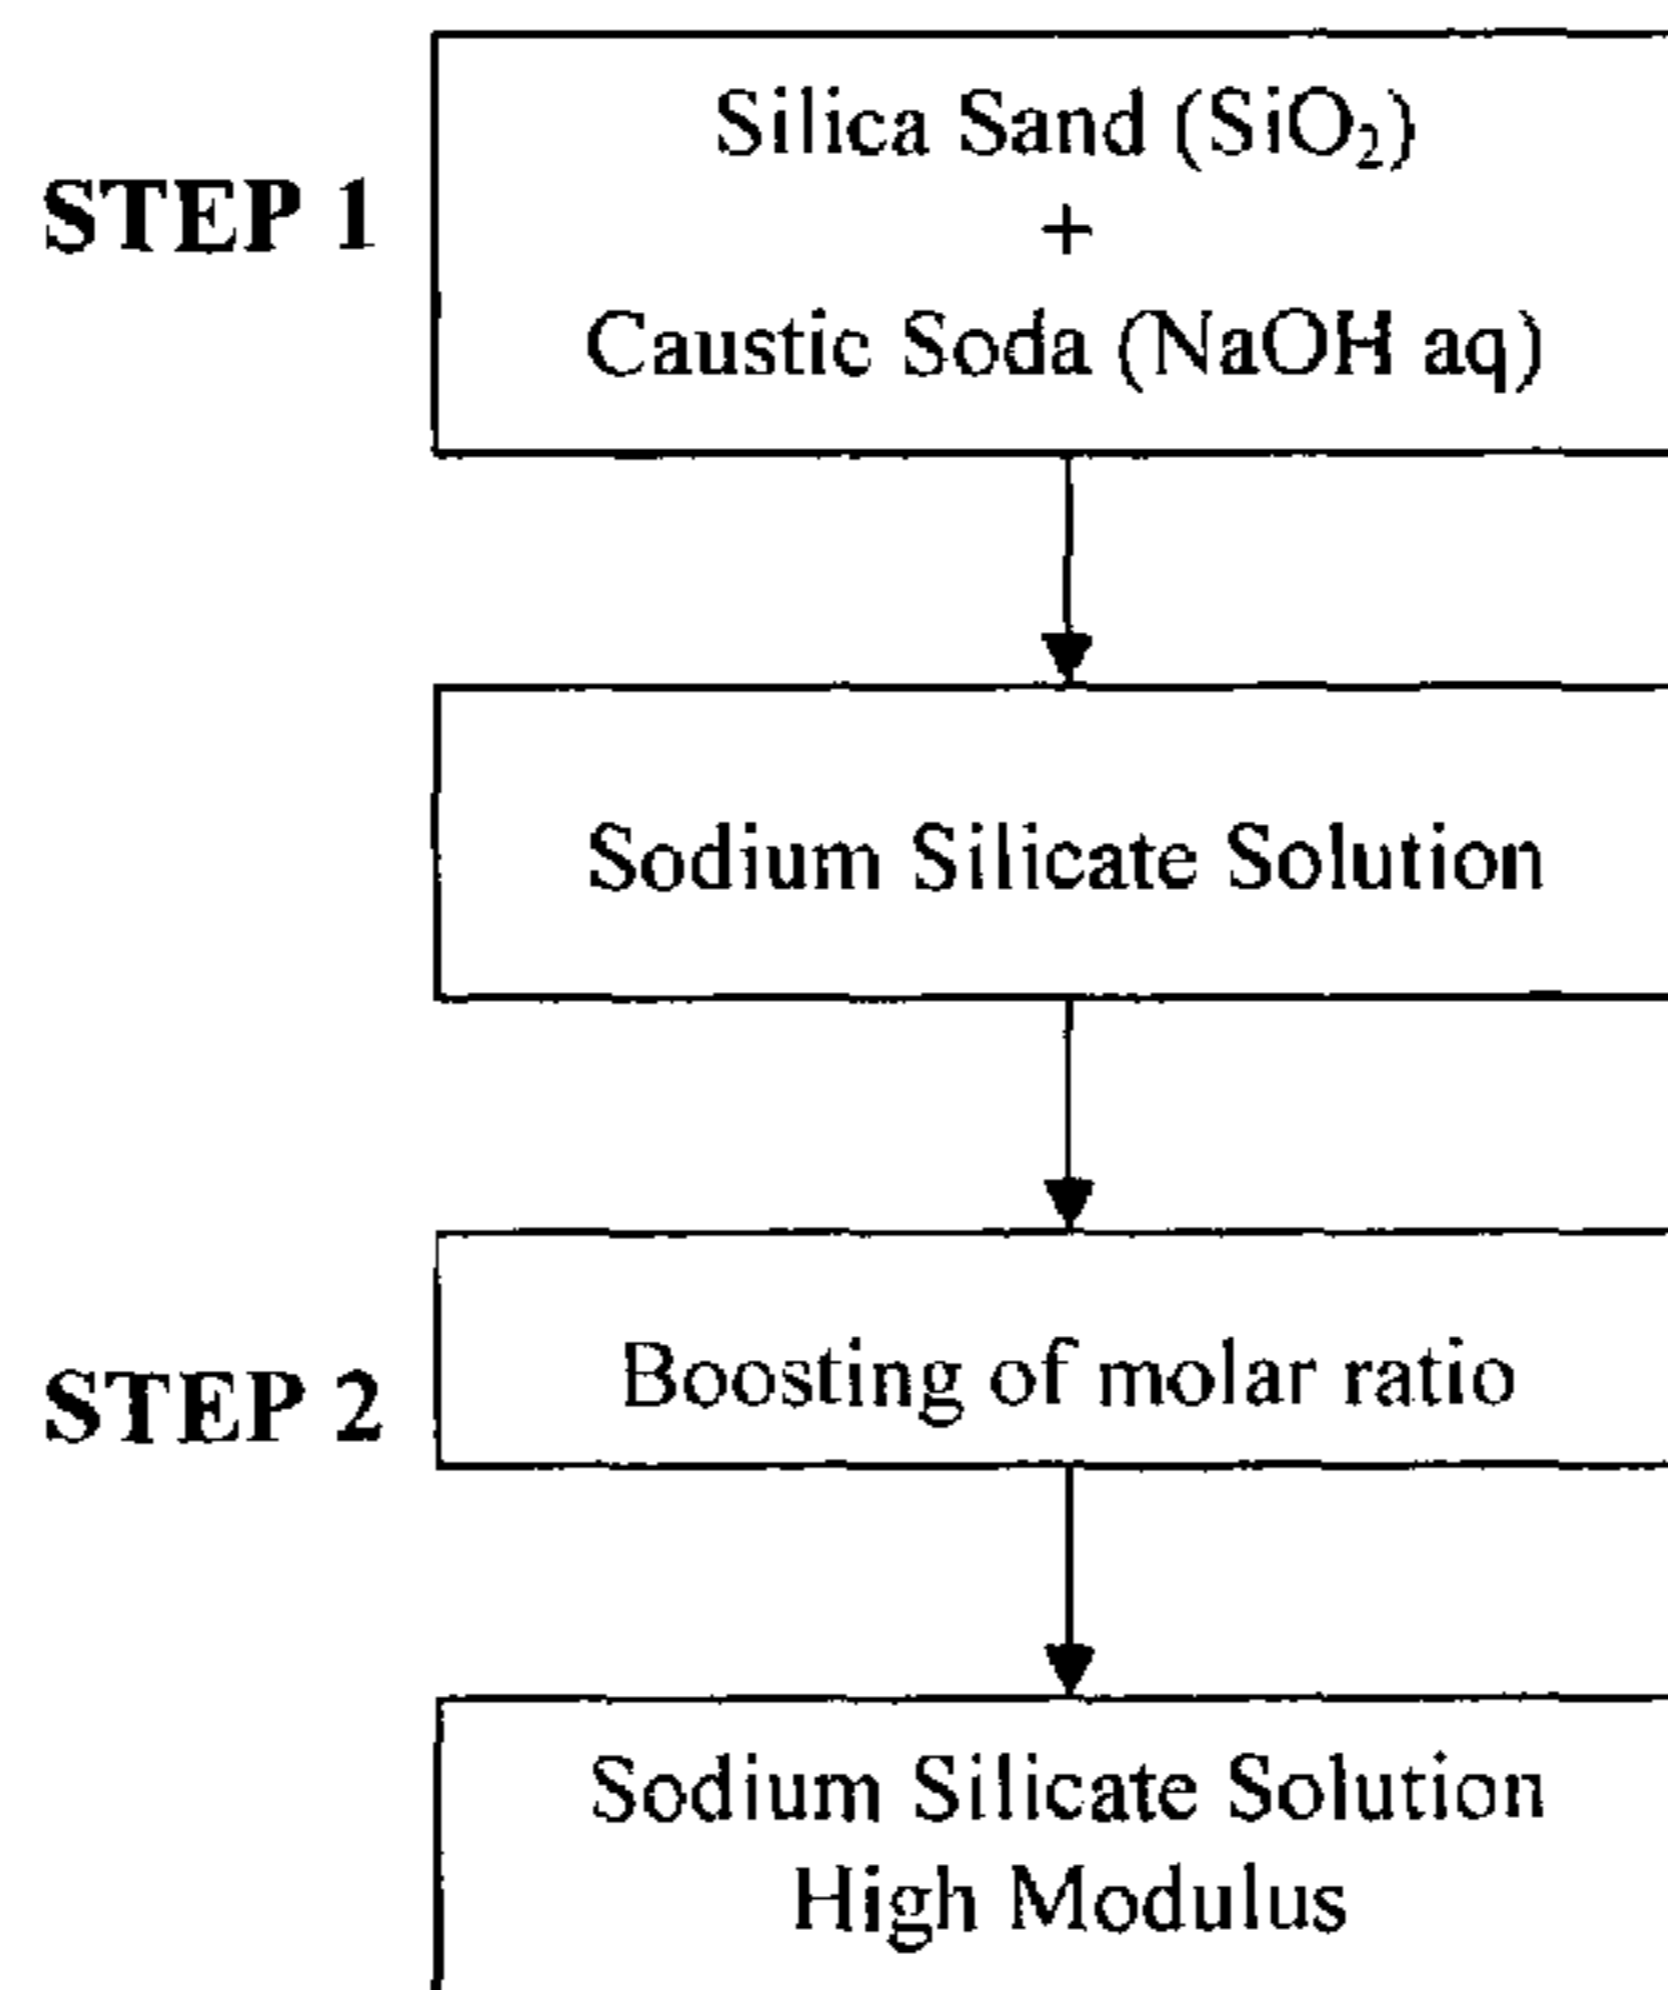 Silica Sand (SiO₂)
STEP 1
+
Caustic Soda (NaOH aq)
Sodium Silicate Solution
STEP 2
Boosting of molar ratio
Sodium Silicate Solution
High Modulus